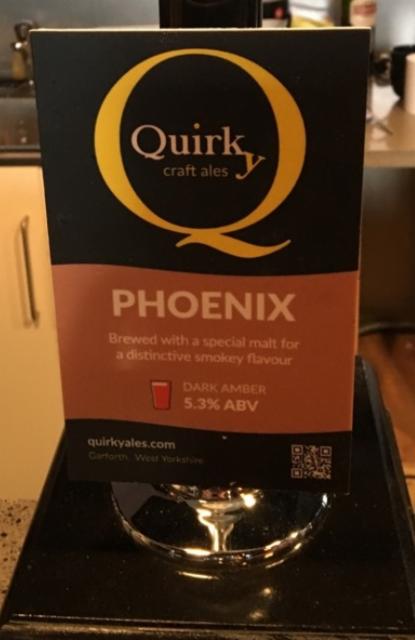 Quirky
craft ales
PHOENIX
Brewed with a special malt for
a distinctive smokey flavour
DARK AMBER
5.3% ABV
quirkyales.com
Garforth, West Yorkshire